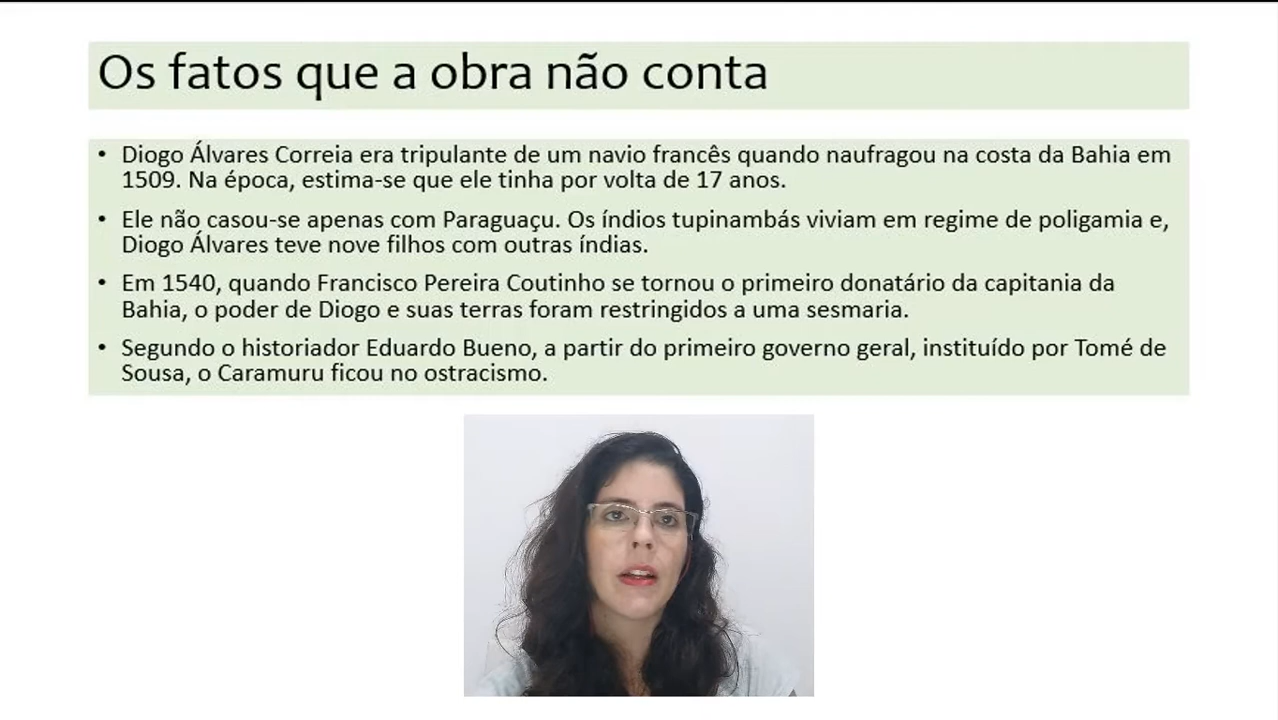 Os fatos que a obra não conta
• Diogo Álvares Correia era tripulante de um navio francês quando naufragou na costa da Bahia em
1509. Na época, estima-se que ele tinha por volta de 17 anos.
• Ele não casou-se apenas com Paraguaçu. Os índios tupinambás viviam em regime de poligamia e,
Diogo Álvares teve nove filhos com outras índias.
• Em 1540, quando Francisco Pereira Coutinho se tornou o primeiro donatário da capitania da
Bahia, o poder de Diogo e suas terras foram restringidos a uma sesmaria.
• Segundo o historiador Eduardo Bueno, a partir do primeiro governo geral, instituído por Tomé de
Sousa, o Caramuru ficou no ostracismo.